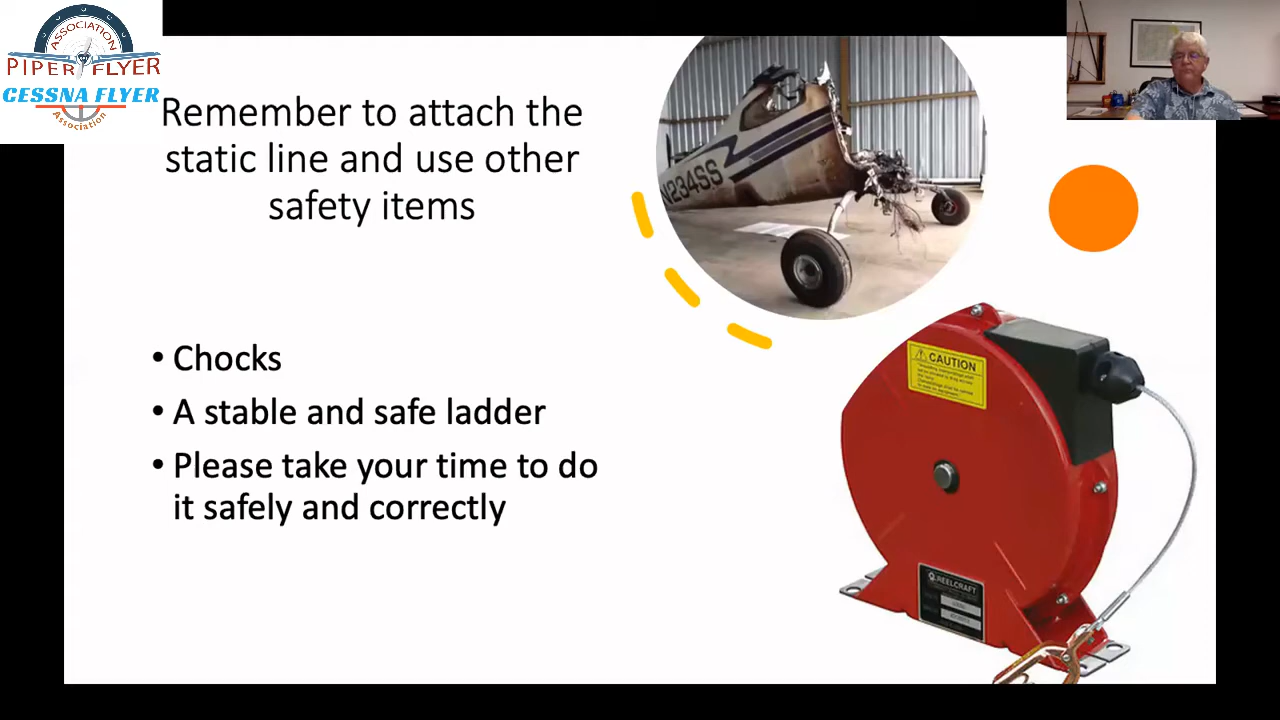 ASSOCIATION
PIPER FLYER
CESSNA FLYER
Association
Remember to attach the
static line and use other
safety items
N1234SS
• Chocks
• A stable and safe ladder
• Please take your time to do
it safely and correctly
CAUTION
REELCRAFT